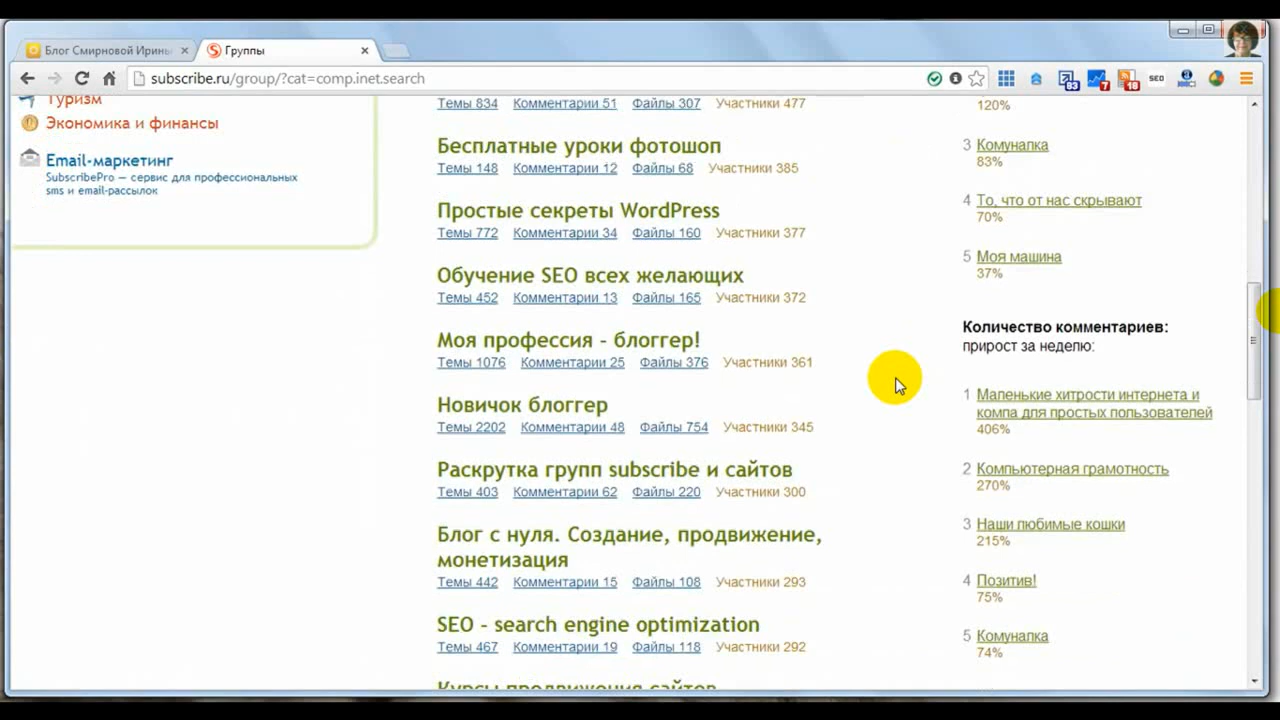 Блог Смирновой Ирины
Группы
subscribe.ru/group/?cat=comp.inet.search
83
7
18
SEO
Туризм
Экономика и финансы
Email-маркетинг
SubscribePro — сервис для профессиональных
sms и email-рассылок
Темы 834 Комментарии 51 Файлы 307 Участники 477
Бесплатные уроки фотошоп
Темы 148 Комментарии 12 Файлы 68 Участники 385
Простые секреты WordPress
Темы 772 Комментарии 34 Файлы 160 Участники 377
Обучение SEO всех желающих
Темы 452 Комментарии 13 Файлы 165 Участники 372
Моя профессия - блоггер!
Темы 1076 Комментарии 25 Файлы 376 Участники 361
Новичок блоггер
Темы 2202 Комментарии 48 Файлы 754 Участники 345
Раскрутка групп subscribe и сайтов
Темы 403 Комментарии 62 Файлы 220 Участники 300
Блог с нуля. Создание, продвижение,
монетизация
Темы 442 Комментарии 15 Файлы 108 Участники 293
SEO - search engine optimization
Темы 467 Комментарии 19 Файлы 118 Участники 292
Курсы продвижения сайтов
120%
3 Комуналка
83%
4 То, что от нас скрывают
70%
5 Моя машина
37%
Количество комментариев:
прирост за неделю:
1 Маленькие хитрости интернета и
компа для простых пользователей
406%
2 Компьютерная грамотность
270%
3 Наши любимые кошки
215%
4 Позитив!
75%
5 Комуналка
74%